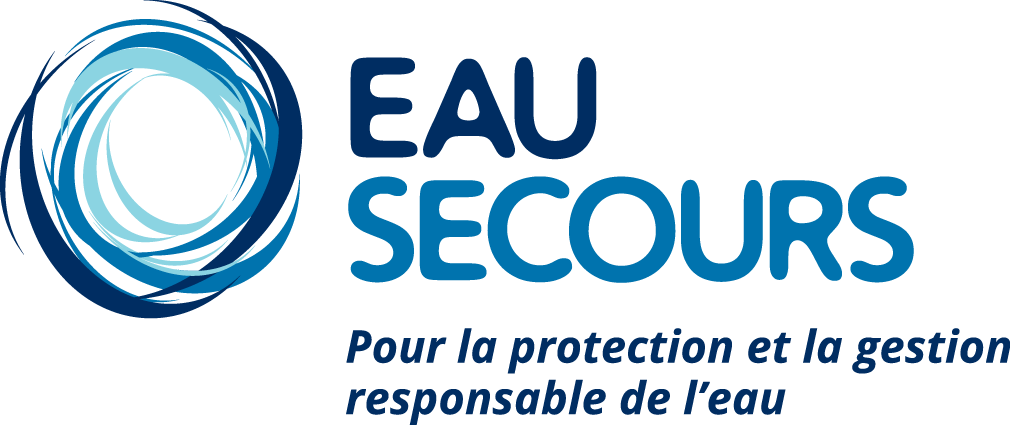 EAU
SECOURS
Pour la protection et la gestion
responsable de l’eau